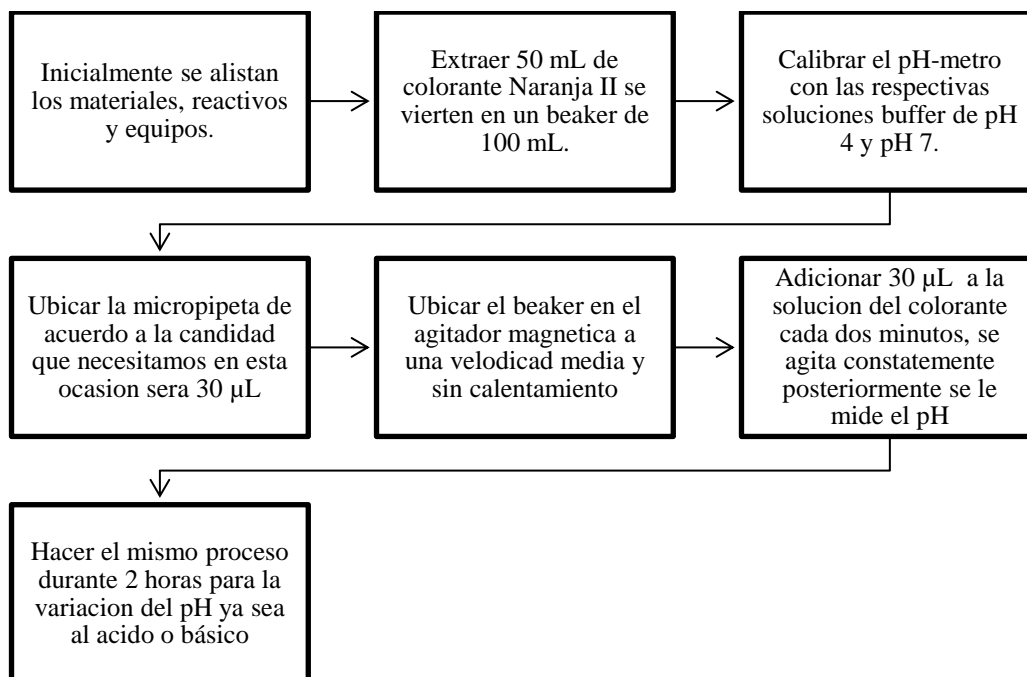 Inicialmente se alistan
los materiales, reactivos
y equipos.
Extraer 50 mL de
colorante Naranja II se
vierten en un beaker de
100 mL.
Calibrar el pH-metro
con las respectivas
soluciones buffer de pH
4 y pH 7.
Ubicar la micropipeta de
acuerdo a la candidad
que necesitamos en esta
ocasion sera 30 µL
Ubicar el beaker en el
agitador magnetica a
una velodicad media y
sin calentamiento
Adicionar 30 µL a la
solucion del colorante
cada dos minutos, se
agita constatemente
posteriormente se le
mide el pH
Hacer el mismo proceso
durante 2 horas para la
variacion del pH ya sea
al acido o básico